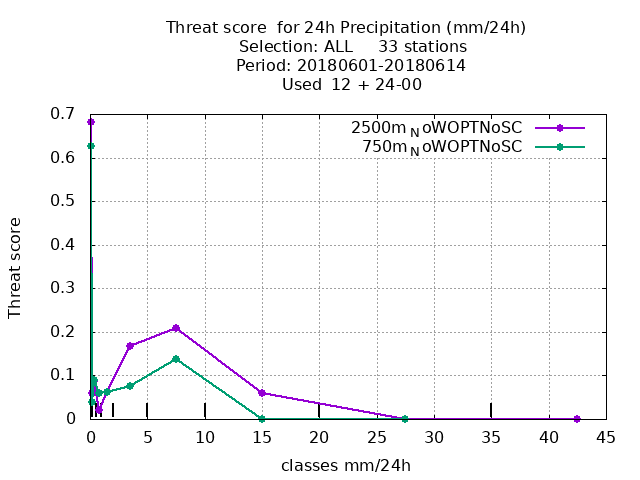 Threat score  for 24h Precipitation (mm/24h)
Selection: ALL     33 stations
Period: 20180601-20180614
Used  12 + 24-00
0.7
0.6
0.5
0.4
0.3
0.2
0.1
0
Threat score
2500m_NoWOPTNoSC
750m_NoWOPTNoSC
0 5 10 15 20 25 30 35 40 45
classes mm/24h